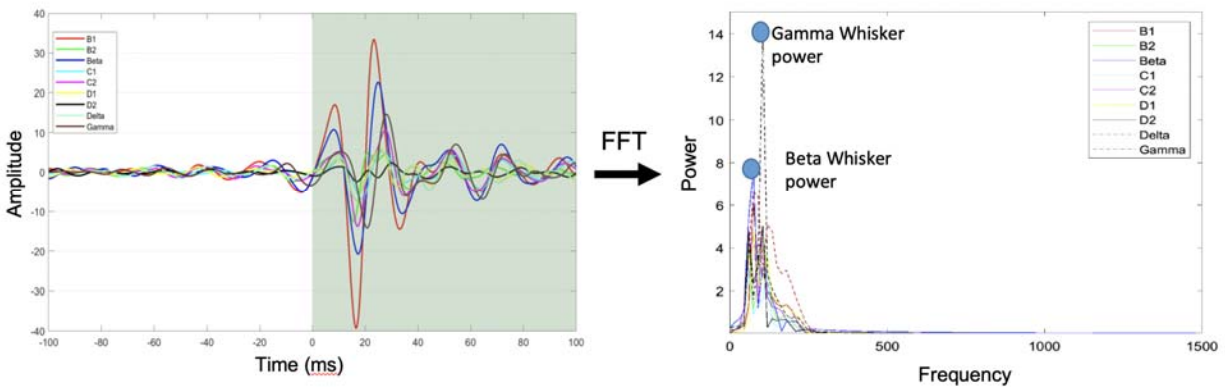 40
30
20
10
0
-10
-20
-30
-40
Amplitude
B1
B2
Beta
C1
C2
D1
D2
Delta
Gamma
-100 -80 -60 -40 -20 0 20 40 60 80 100
Time (ms)
FFT
14
12
10
8
6
4
2
Power
Gamma Whisker
power
Beta Whisker
power
B1
B2
Beta
C1
C2
D1
D2
Delta
Gamma
0 500 1000 1500
Frequency